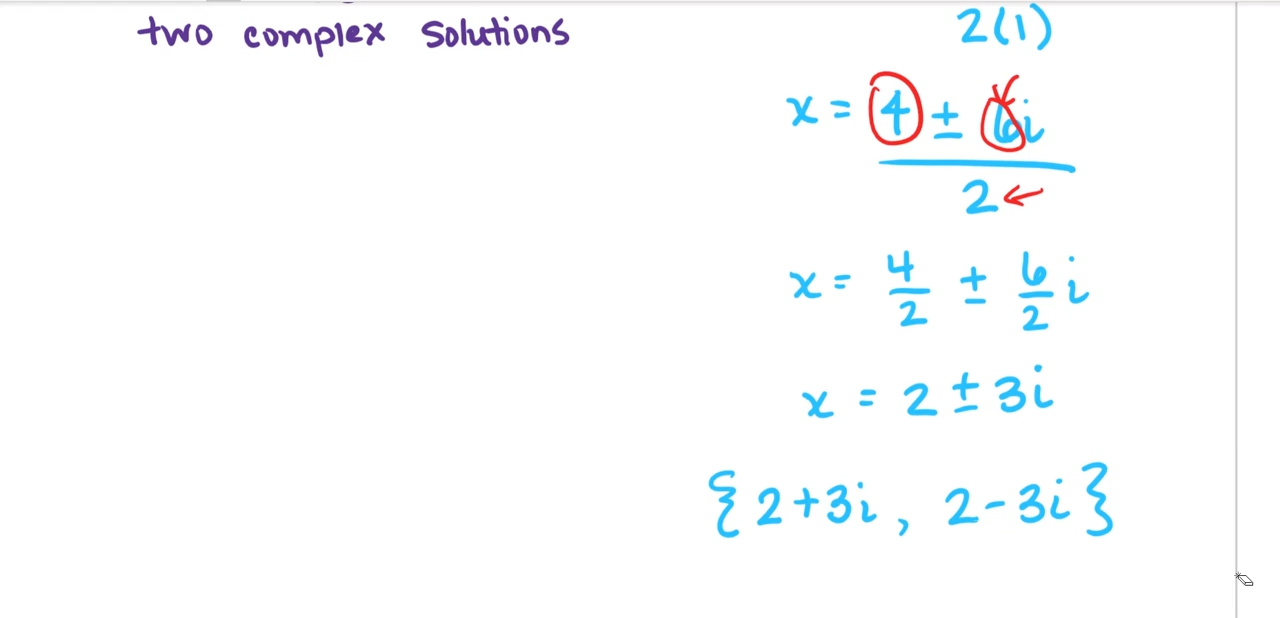 two complex solutions
2(1)
x = 4 ± 6i
2
x = 4/2 ± 6/2 i
x = 2 ± 3i
{2+3i, 2-3i}